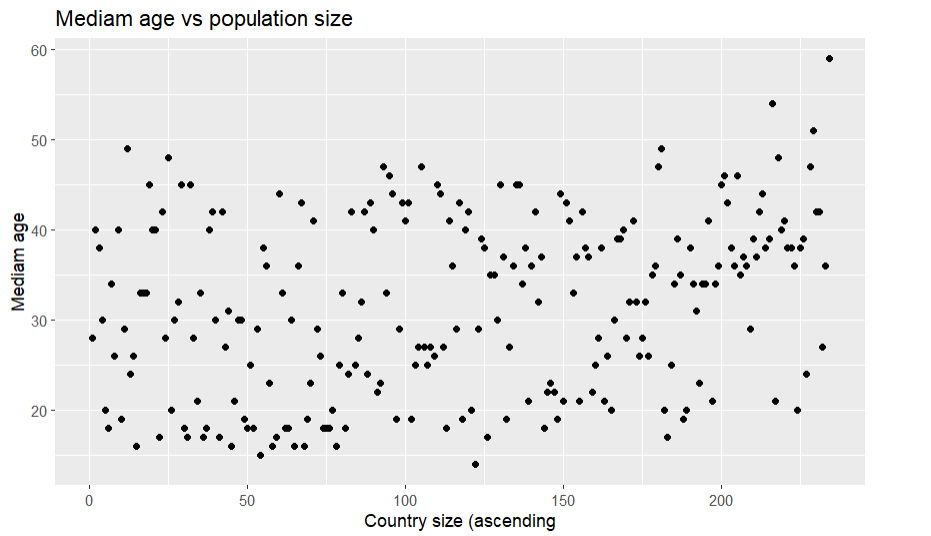 Mediam age vs population size
60
50
40
30
20
Mediam age
0 50 100 150 200
Country size (ascending